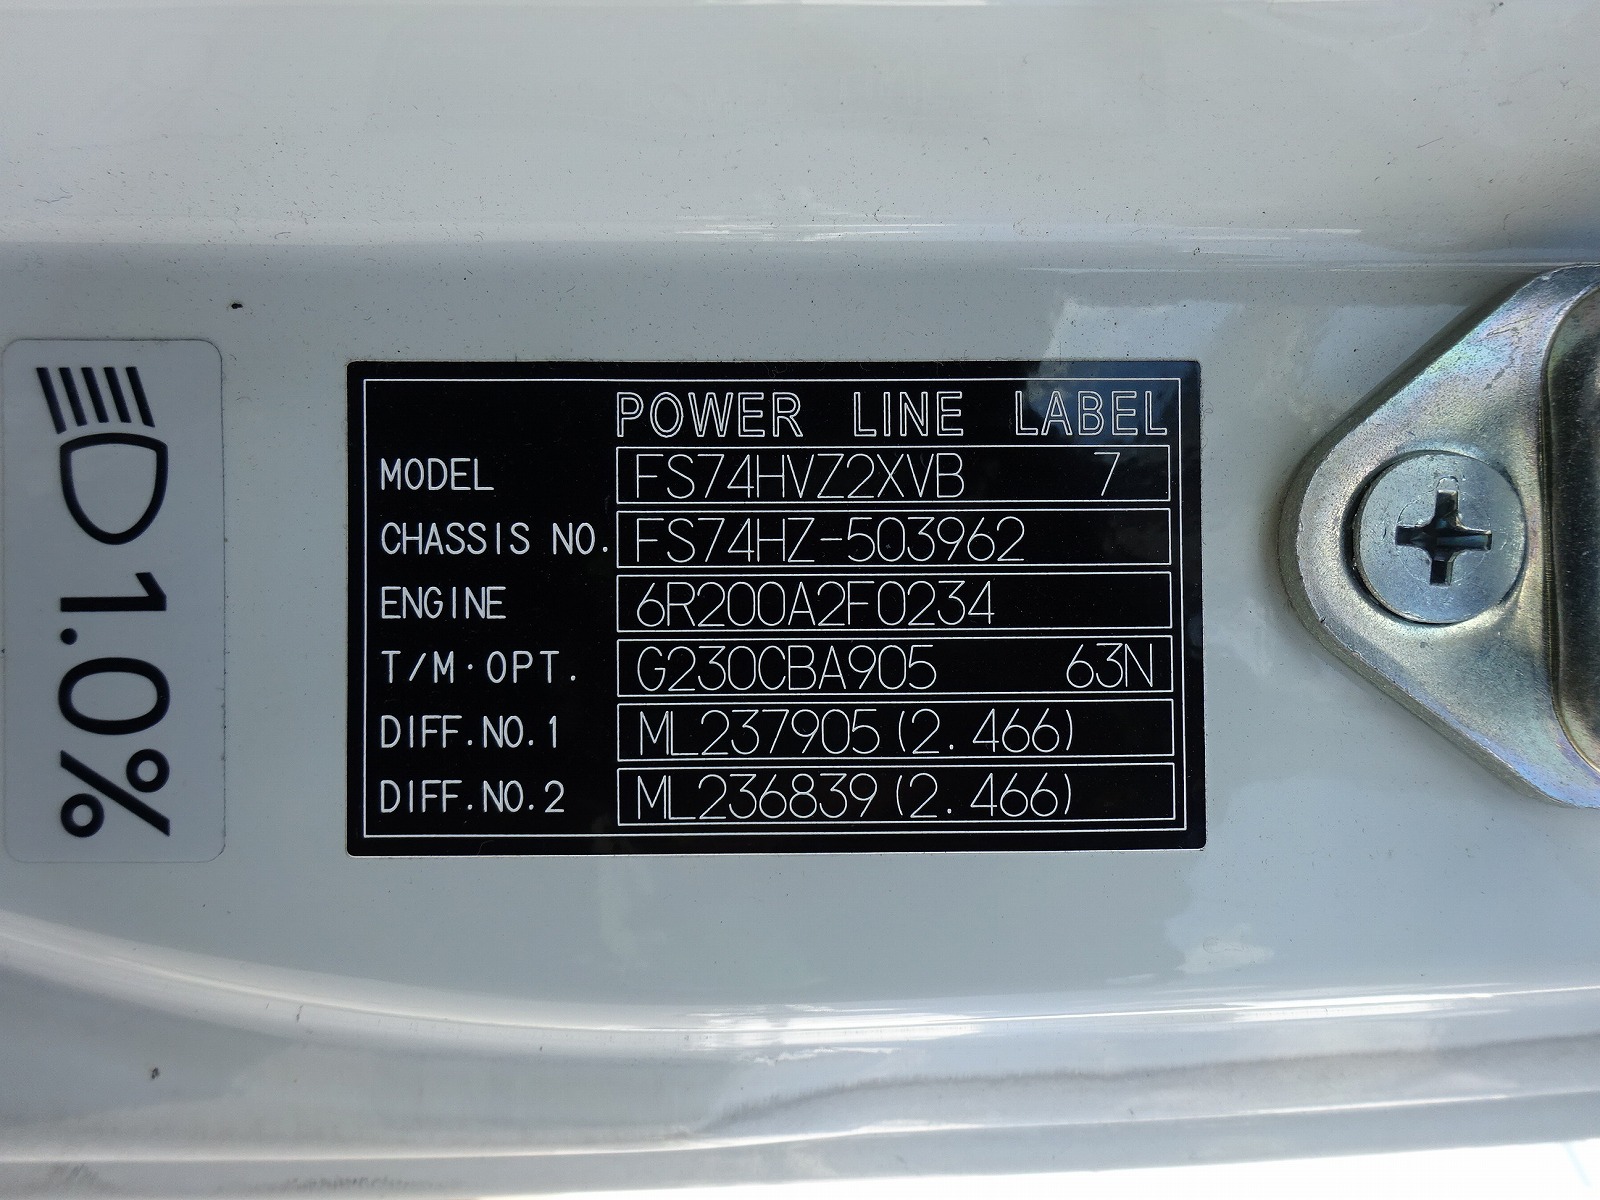 POWER LINE LABEL
MODEL FS74HVZ2XVB 7
CHASSIS NO. FS74HZ-503962
ENGINE 6R200A2F0234
T/M·OPT. G230CBA905 63N
DIFF.NO.1 ML237905(2.466)
DIFF.NO.2 ML236839(2.466)
1.0%